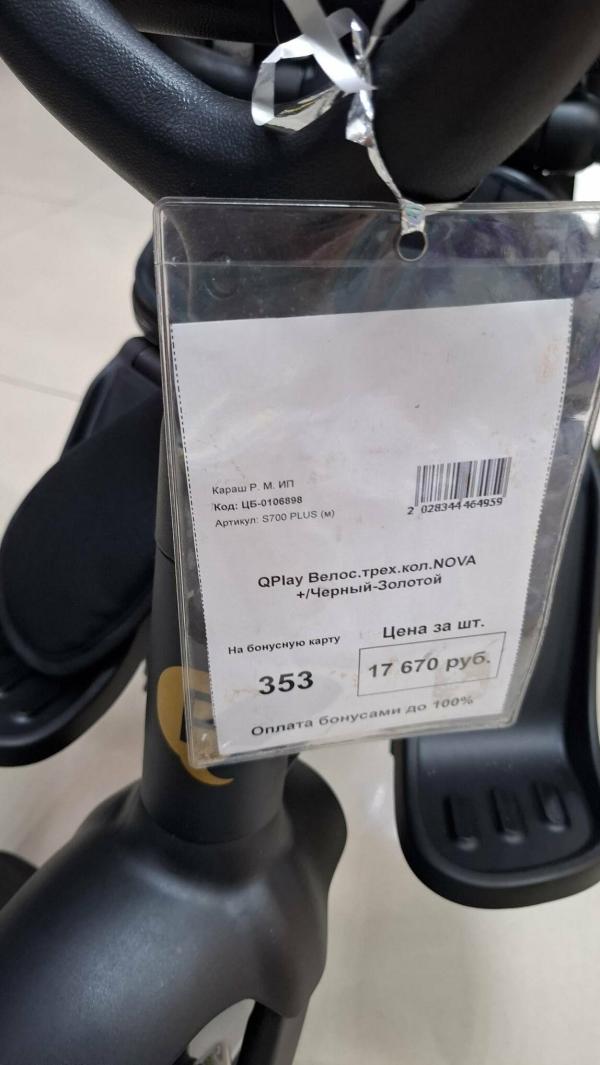 Караш Р. М. ИП
Код: ЦБ-0106898
Артикул: S700 PLUS (м)
2 028344 464959
QPlay Велос.трех.кол.NOVA
+/Черный-Золотой
На бонусную карту
353
Цена за шт.
17 670 руб.
Оплата бонусами до 100%